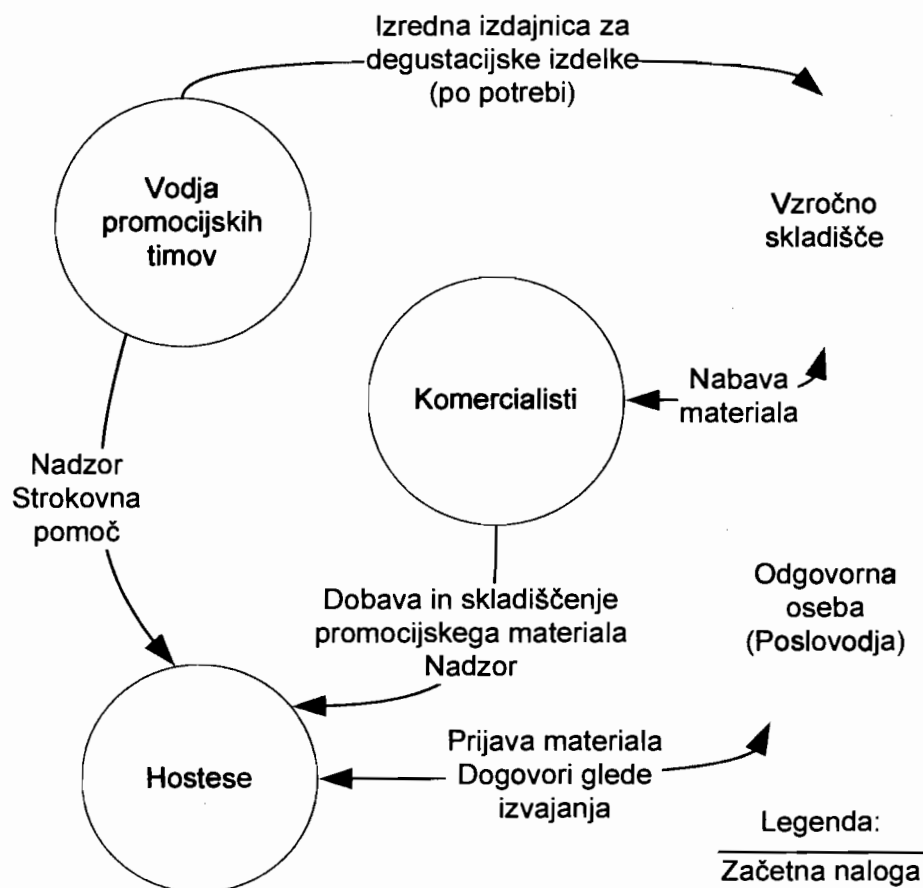 Izredna izdajnica za
degustacijske izdelke
(po potrebi)
Vodja
promocijskih
timov
Vzročno
skladišče
Komercialisti
Nabava
materiala
Nadzor
Strokovna
pomoč
Dobava in skladiščenje
promocijskega materiala
Nadzor
Odgovorna
oseba
(Poslovodja)
Hostese
Prijava materiala
Dogovori glede
izvajanja
Legenda:
Začetna naloga